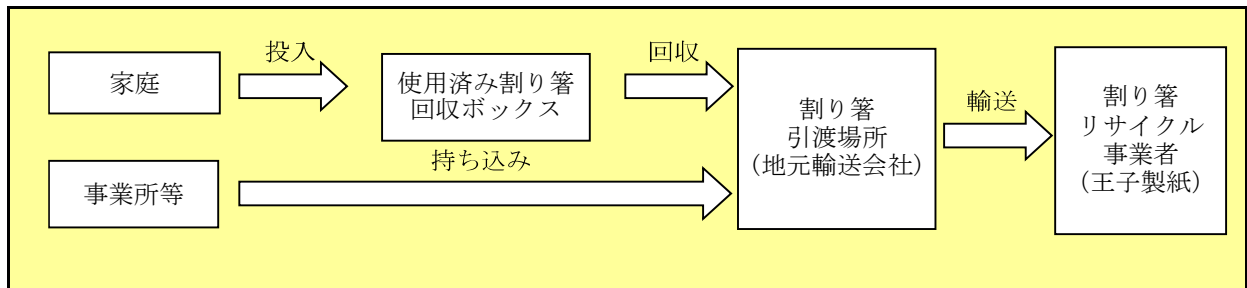 投入
回収
家庭
使用済み割り箸
回収ボックス
割り箸
引渡場所
(地元輸送会社)
輸送
割り箸
リサイクル
事業者
(王子製紙)
持ち込み
事業所等